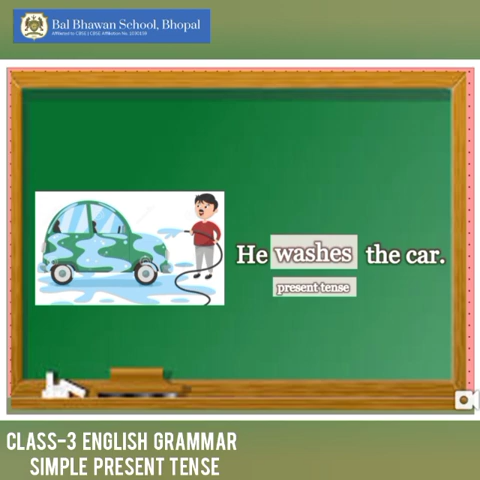 Bal Bhawan School, Bhopal
He washes the car.
present tense
CLASS-3 ENGLISH GRAMMAR
SIMPLE PRESENT TENSE